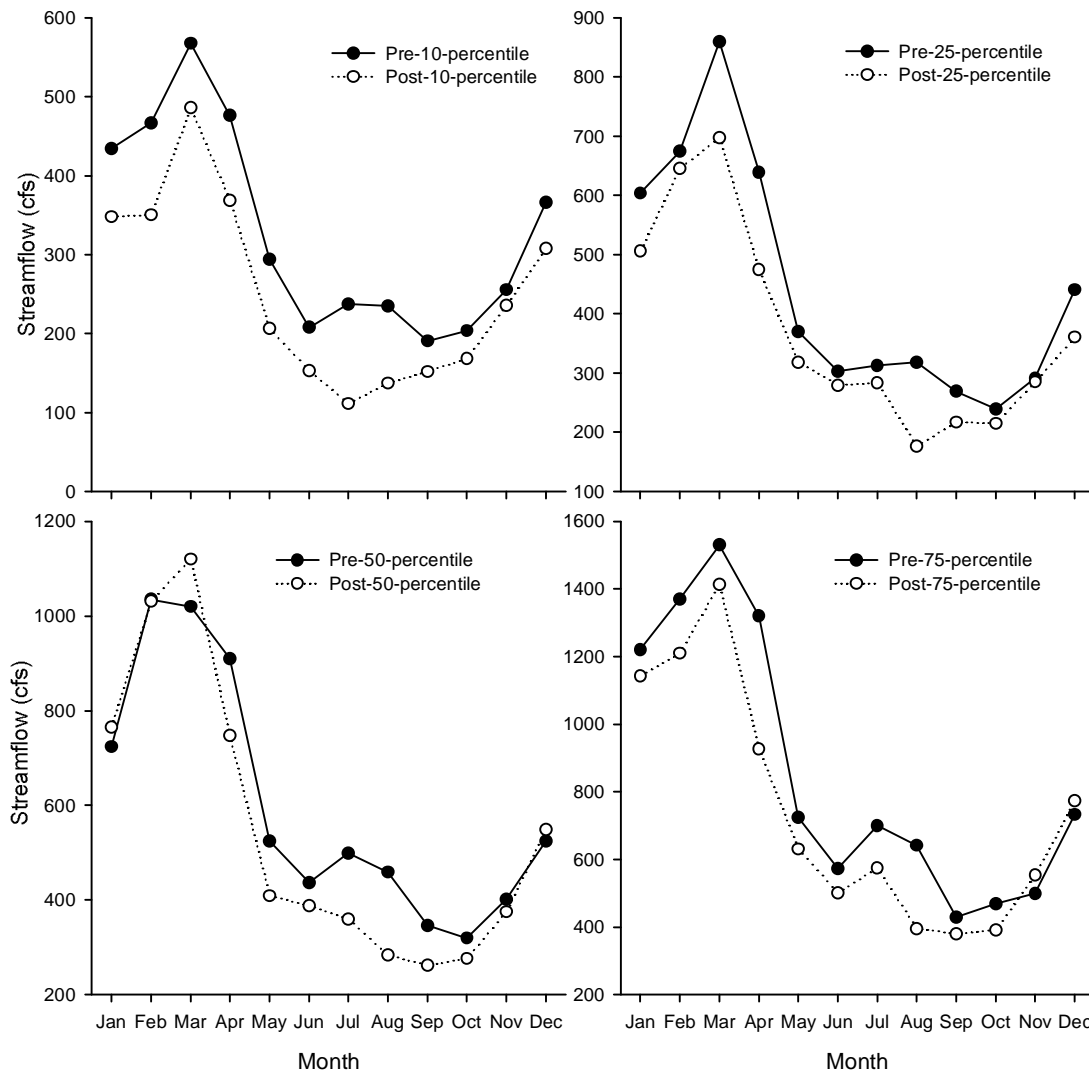 600
500
400
300
200
100
0
Streamflow (cfs)
Pre-10-percentile
Post-10-percentile
900
800
700
600
500
400
300
200
100
Pre-25-percentile
Post-25-percentile
1200
1000
800
600
400
200
Streamflow (cfs)
Pre-50-percentile
Post-50-percentile
Jan Feb Mar Apr May Jun Jul Aug Sep Oct Nov Dec
Month
1600
1400
1200
1000
800
600
400
200
Pre-75-percentile
Post-75-percentile
Jan Feb Mar Apr May Jun Jul Aug Sep Oct Nov Dec
Month